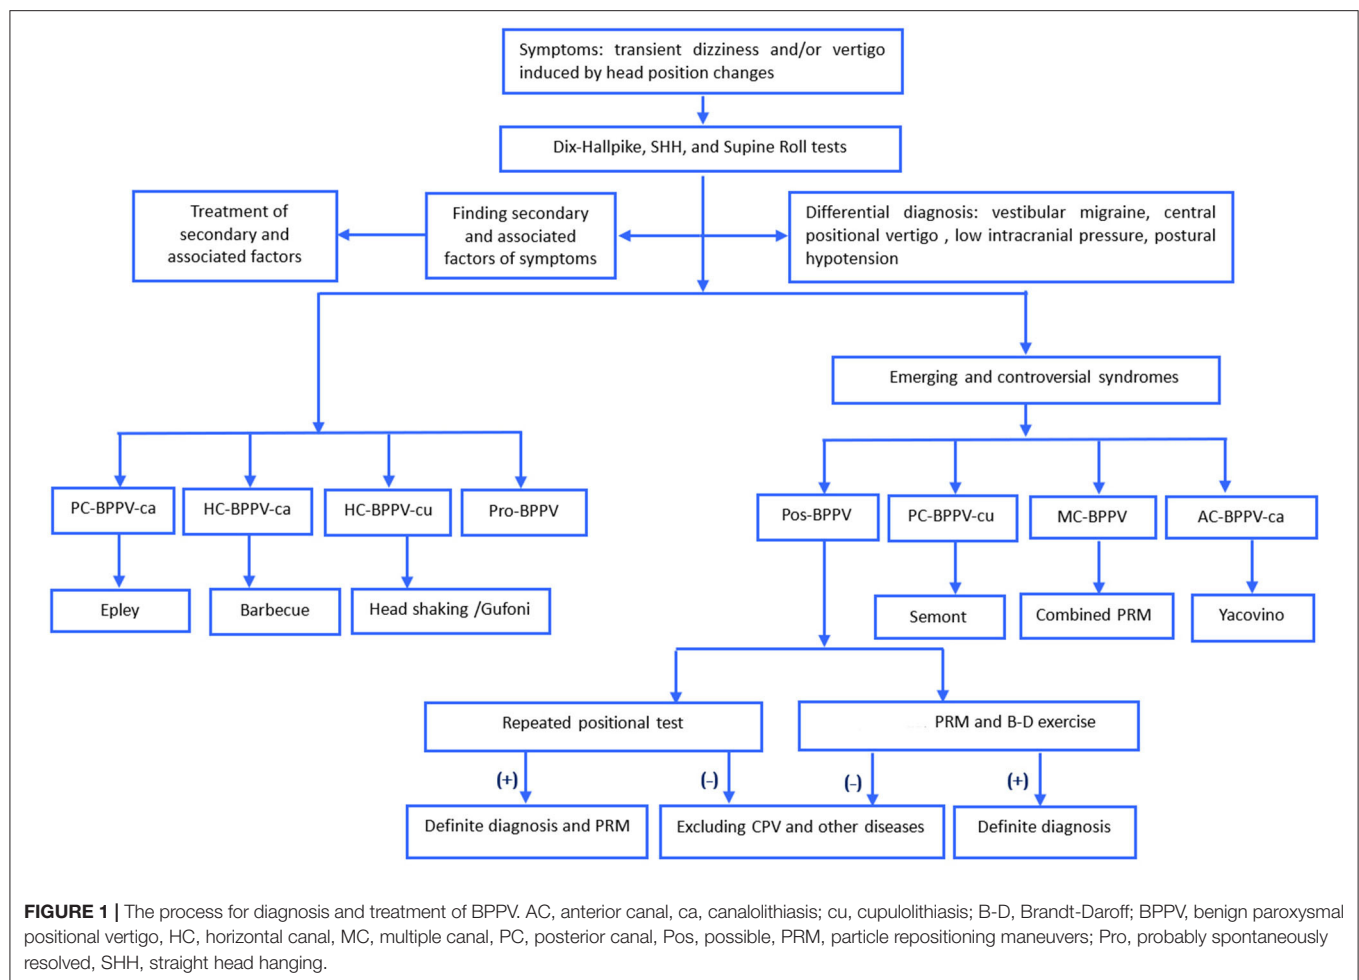 Symptoms: transient dizziness and/or vertigo
induced by head position changes
Dix-Hallpike, SHH, and Supine Roll tests
Treatment of
secondary and
associated factors
Finding secondary
and associated
factors of symptoms
Differential diagnosis: vestibular migraine, central
positional vertigo , low intracranial pressure, postural
hypotension
Emerging and controversial syndromes
PC-BPPV-ca
HC-BPPV-ca
HC-BPPV-cu
Pro-BPPV
Pos-BPPV
PC-BPPV-cu
MC-BPPV
AC-BPPV-ca
Epley
Barbecue
Head shaking /Gufoni
Semont
Combined PRM
Yacovino
Repeated positional test
PRM and B-D exercise
(+)
(–)
(–)
(+)
Definite diagnosis and PRM
Excluding CPV and other diseases
Definite diagnosis
FIGURE 1 | The process for diagnosis and treatment of BPPV. AC, anterior canal, ca, canalolithiasis; cu, cupulolithiasis; B-D, Brandt-Daroff; BPPV, benign paroxysmal
positional vertigo, HC, horizontal canal, MC, multiple canal, PC, posterior canal, Pos, possible, PRM, particle repositioning maneuvers; Pro, probably spontaneously
resolved, SHH, straight head hanging.